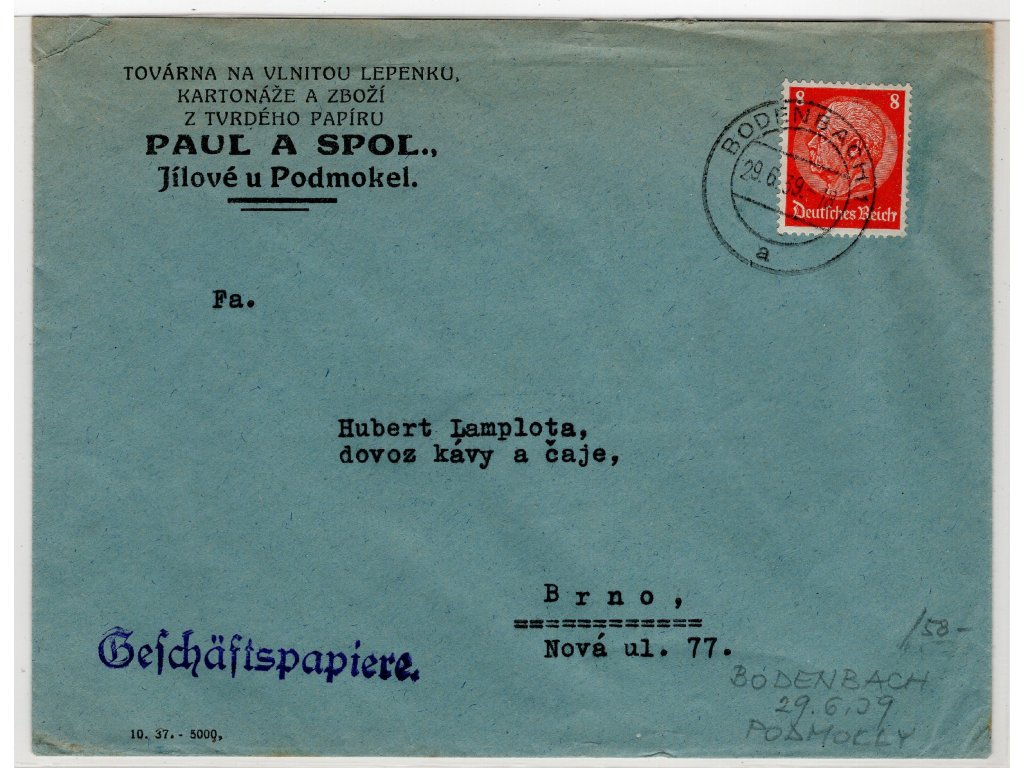 TOVÁRNA NA VLNITOU LEPENKU,
KARTONÁŽE A ZBOŽÍ
Z TVRDÉHO PAPÍRU
PAUL A SPOL.,
Jílové u Podmokel.
8 8
Deutsches Reich
BODENBACH 1
29.6.39.
a
Fa.
Hubert Lamplota,
dovoz kávy a čaje,
Brno,
Nová ul. 77.
Geschäftspapiere.
/58-
BODENBACH
29.6.39
PODMOKLY
10. 37. - 5000,